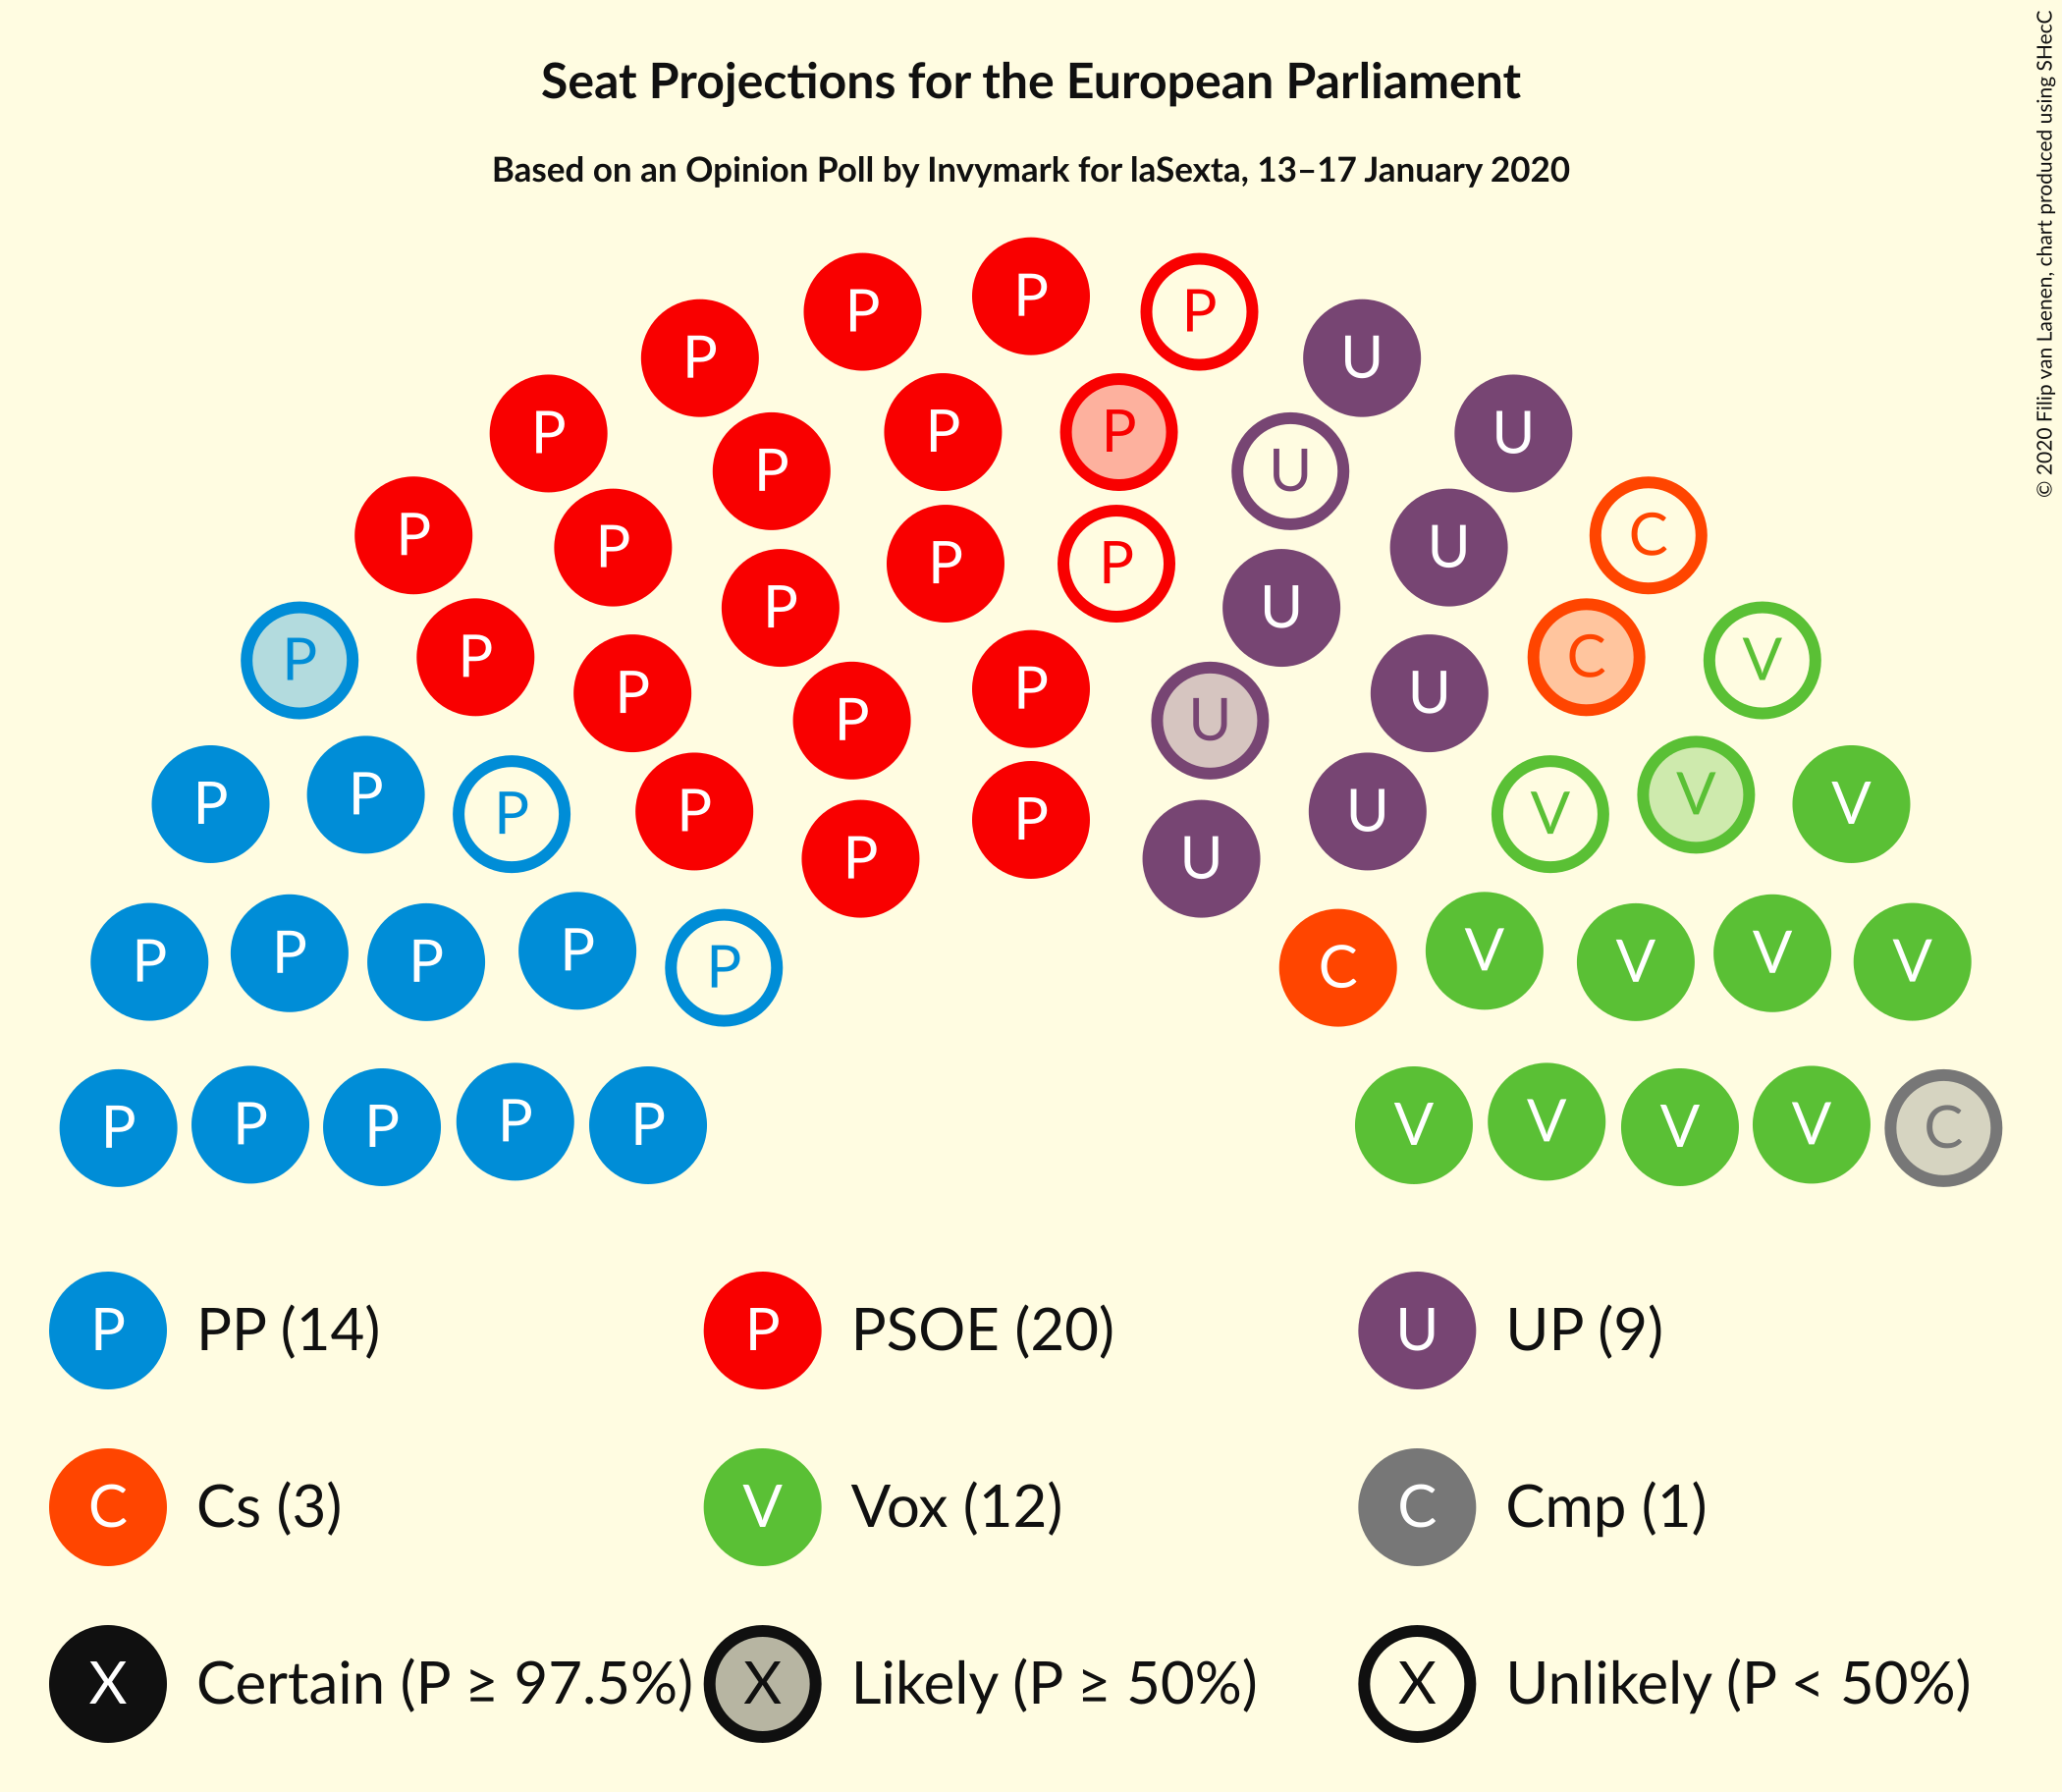 Seat Projections for the European Parliament
Based on an Opinion Poll by Invymark for laSexta, 13–17 January 2020
© 2020 Filip van Laenen, chart produced using SHecC
P P P
P U
P P P U
P U
P C
P P P U
P U
P P C V
P P U
P U
P P P P P U V V V
P U
P P P P P C V V V V
P P P P P V V V V C
P PP (14) P PSOE (20) U UP (9)
C Cs (3) V Vox (12) C Cmp (1)
X Certain (P ≥ 97.5%) X Likely (P ≥ 50%) X Unlikely (P < 50%)